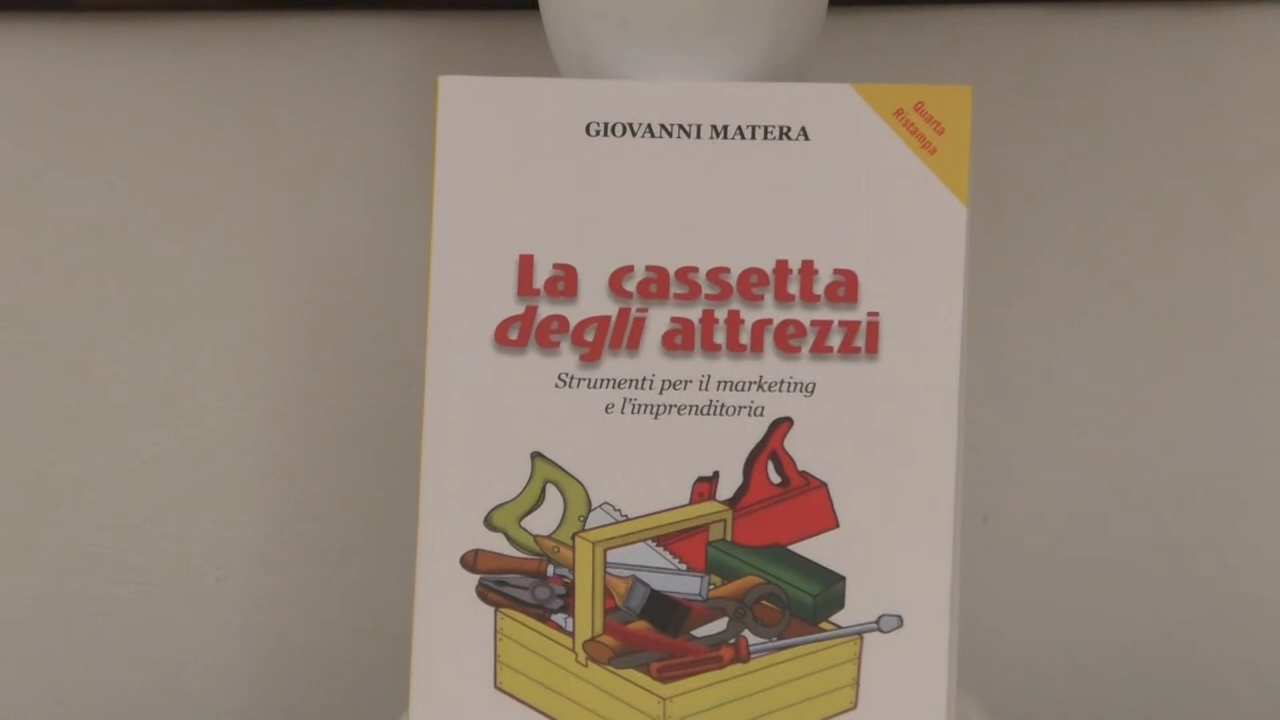 GIOVANNI MATERA
Quarta
Ristampa
La cassetta
degli attrezzi
Strumenti per il marketing
e l'imprenditoria